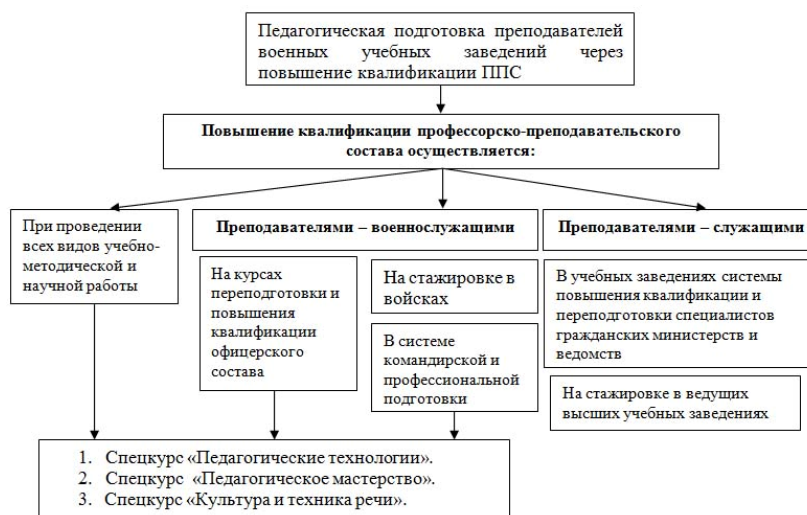 Педагогическая подготовка преподавателей
военных учебных заведений через
повышение квалификации ППС
Повышение квалификации профессорско-преподавательского
состава осуществляется:
При проведении
всех видов учебно-
методической и
научной работы
Преподавателями – военнослужащими
На курсах
переподготовки и
повышения
квалификации
офицерского
состава
На стажировке в
войсках
В системе
командирской и
профессиональной
подготовки
Преподавателями – служащими
В учебных заведениях системы
повышения квалификации и
переподготовки специалистов
гражданских министерств и
ведомств
На стажировке в ведущих
высших учебных заведениях
1. Спецкурс «Педагогические технологии».
2. Спецкурс «Педагогическое мастерство».
3. Спецкурс «Культура и техника речи».